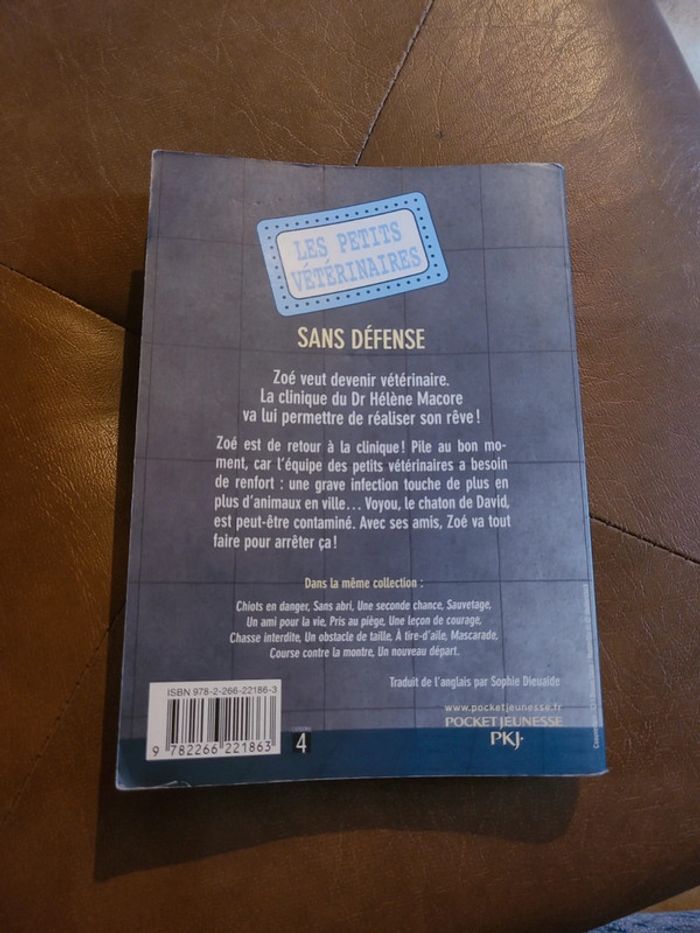 LES PETITS
VÉTÉRINAIRES
SANS DÉFENSE
Zoé veut devenir vétérinaire.
La clinique du Dr Hélène Macore
va lui permettre de réaliser son rêve !
Zoé est de retour à la clinique ! Pile au bon mo-
ment, car l'équipe des petits vétérinaires a besoin
de renfort : une grave infection touche de plus en
plus d'animaux en ville... Voyou, le chaton de David,
est peut-être contaminé. Avec ses amis, Zoé va tout
faire pour arrêter ça !
Dans la même collection :
Chiots en danger, Sans abri, Une seconde chance, Sauvetage,
Un ami pour la vie, Pris au piège, Une leçon de courage,
Chasse interdite, Un obstacle de taille, À tire-d'aile, Mascarade,
Course contre la montre, Un nouveau départ.
Traduit de l'anglais par Sophie Dieuaide
ISBN 978-2-266-22186-3
9 782266 221863
4
www.pocketjeunesse.fr
POCKET JEUNESSE
PKJ·